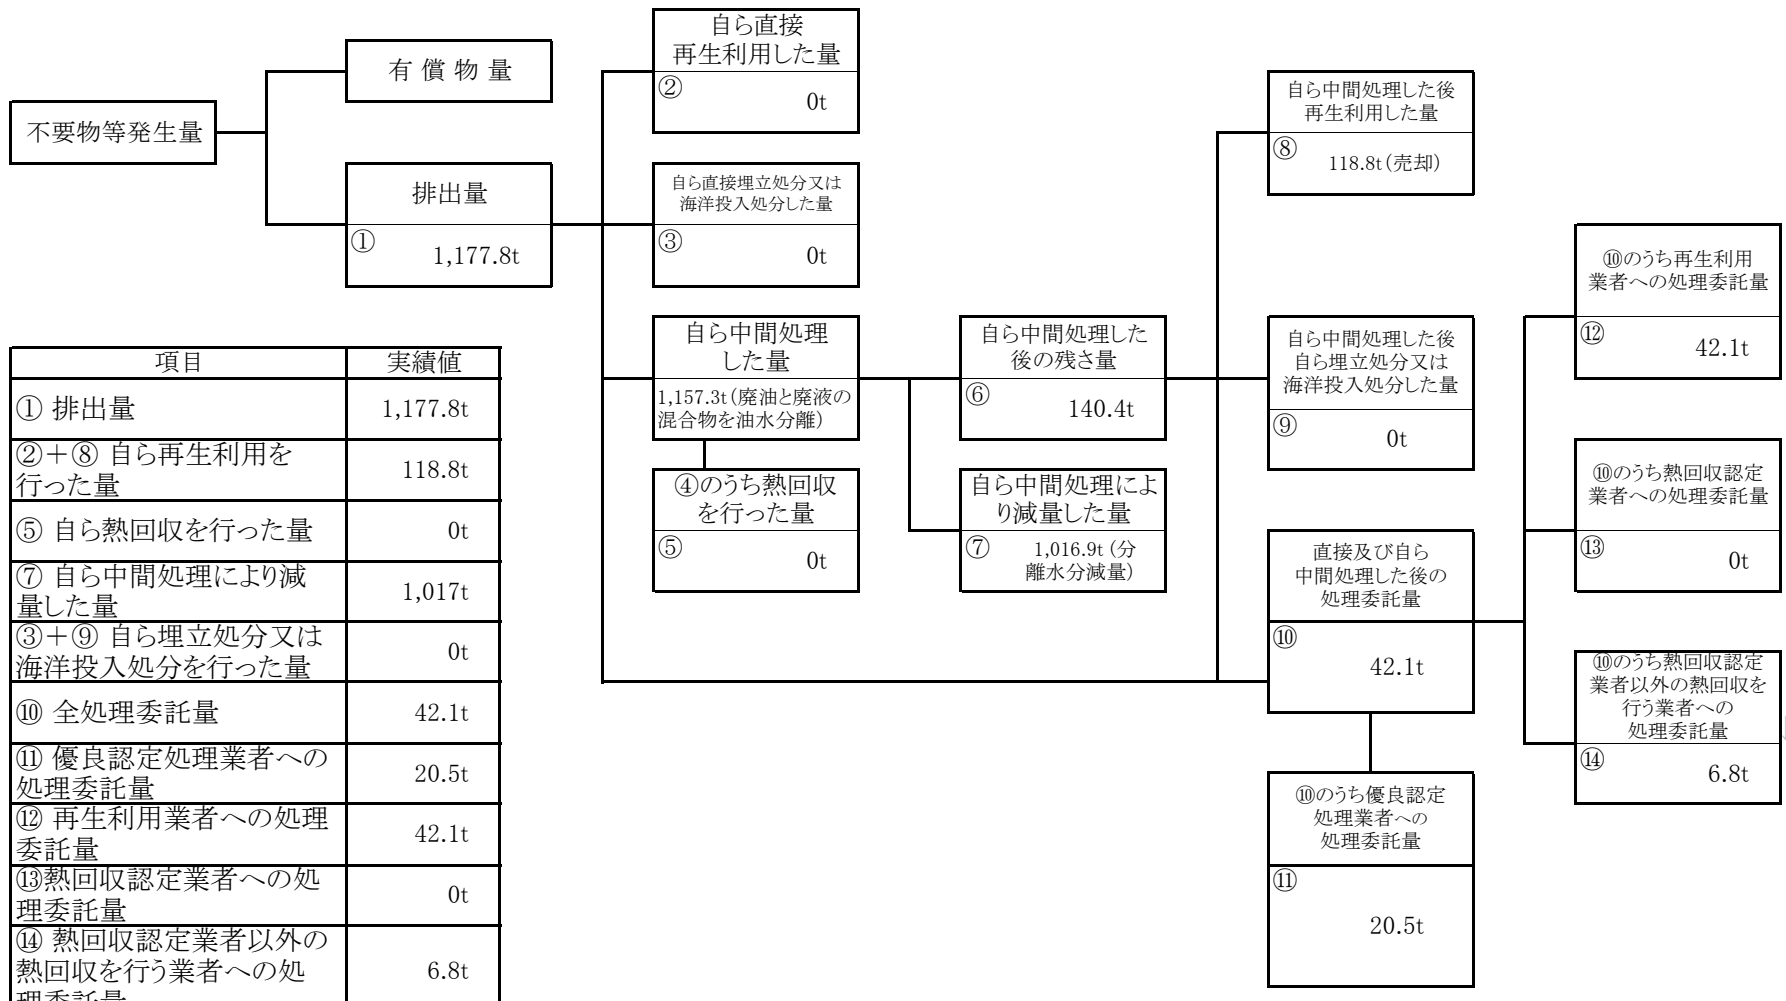 不要物等発生量
有 償 物 量
排出量
①
1,177.8t
自ら直接
再生利用した量
②
0t
自ら直接埋立処分又は
海洋投入処分した量
③
0t
自ら中間処理
した量
1,157.3t(廃油と廃液の
混合物を油水分離)
④のうち熱回収
を行った量
⑤
0t
自ら中間処理した
後の残さ量
⑥
140.4t
自ら中間処理によ
り減量した量
⑦
1,016.9t (分
離水分減量)
自ら中間処理した後
再生利用した量
⑧
118.8t(売却)
自ら中間処理した後
自ら埋立処分又は
海洋投入処分した量
⑨
0t
直接及び自ら
中間処理した後の
処理委託量
⑩
42.1t
⑩のうち優良認定
処理業者への
処理委託量
⑪
20.5t
⑩のうち再生利用
業者への処理委託量
⑫
42.1t
⑩のうち熱回収認定
業者への処理委託量
⑬
0t
⑩のうち熱回収認定
業者以外の熱回収を
行う業者への
処理委託量
⑭
6.8t
項目 実績値
① 排出量 1,177.8t
②+⑧ 自ら再生利用を
行った量 118.8t
⑤ 自ら熱回収を行った量 0t
⑦ 自ら中間処理により減
量した量 1,017t
③+⑨ 自ら埋立処分又は
海洋投入処分を行った量 0t
⑩ 全処理委託量 42.1t
⑪ 優良認定処理業者への
処理委託量 20.5t
⑫ 再生利用業者への処理
委託量 42.1t
⑬熱回収認定業者への処
理委託量 0t
⑭ 熱回収認定業者以外の
熱回収を行う業者への処 6.8t
理委託量